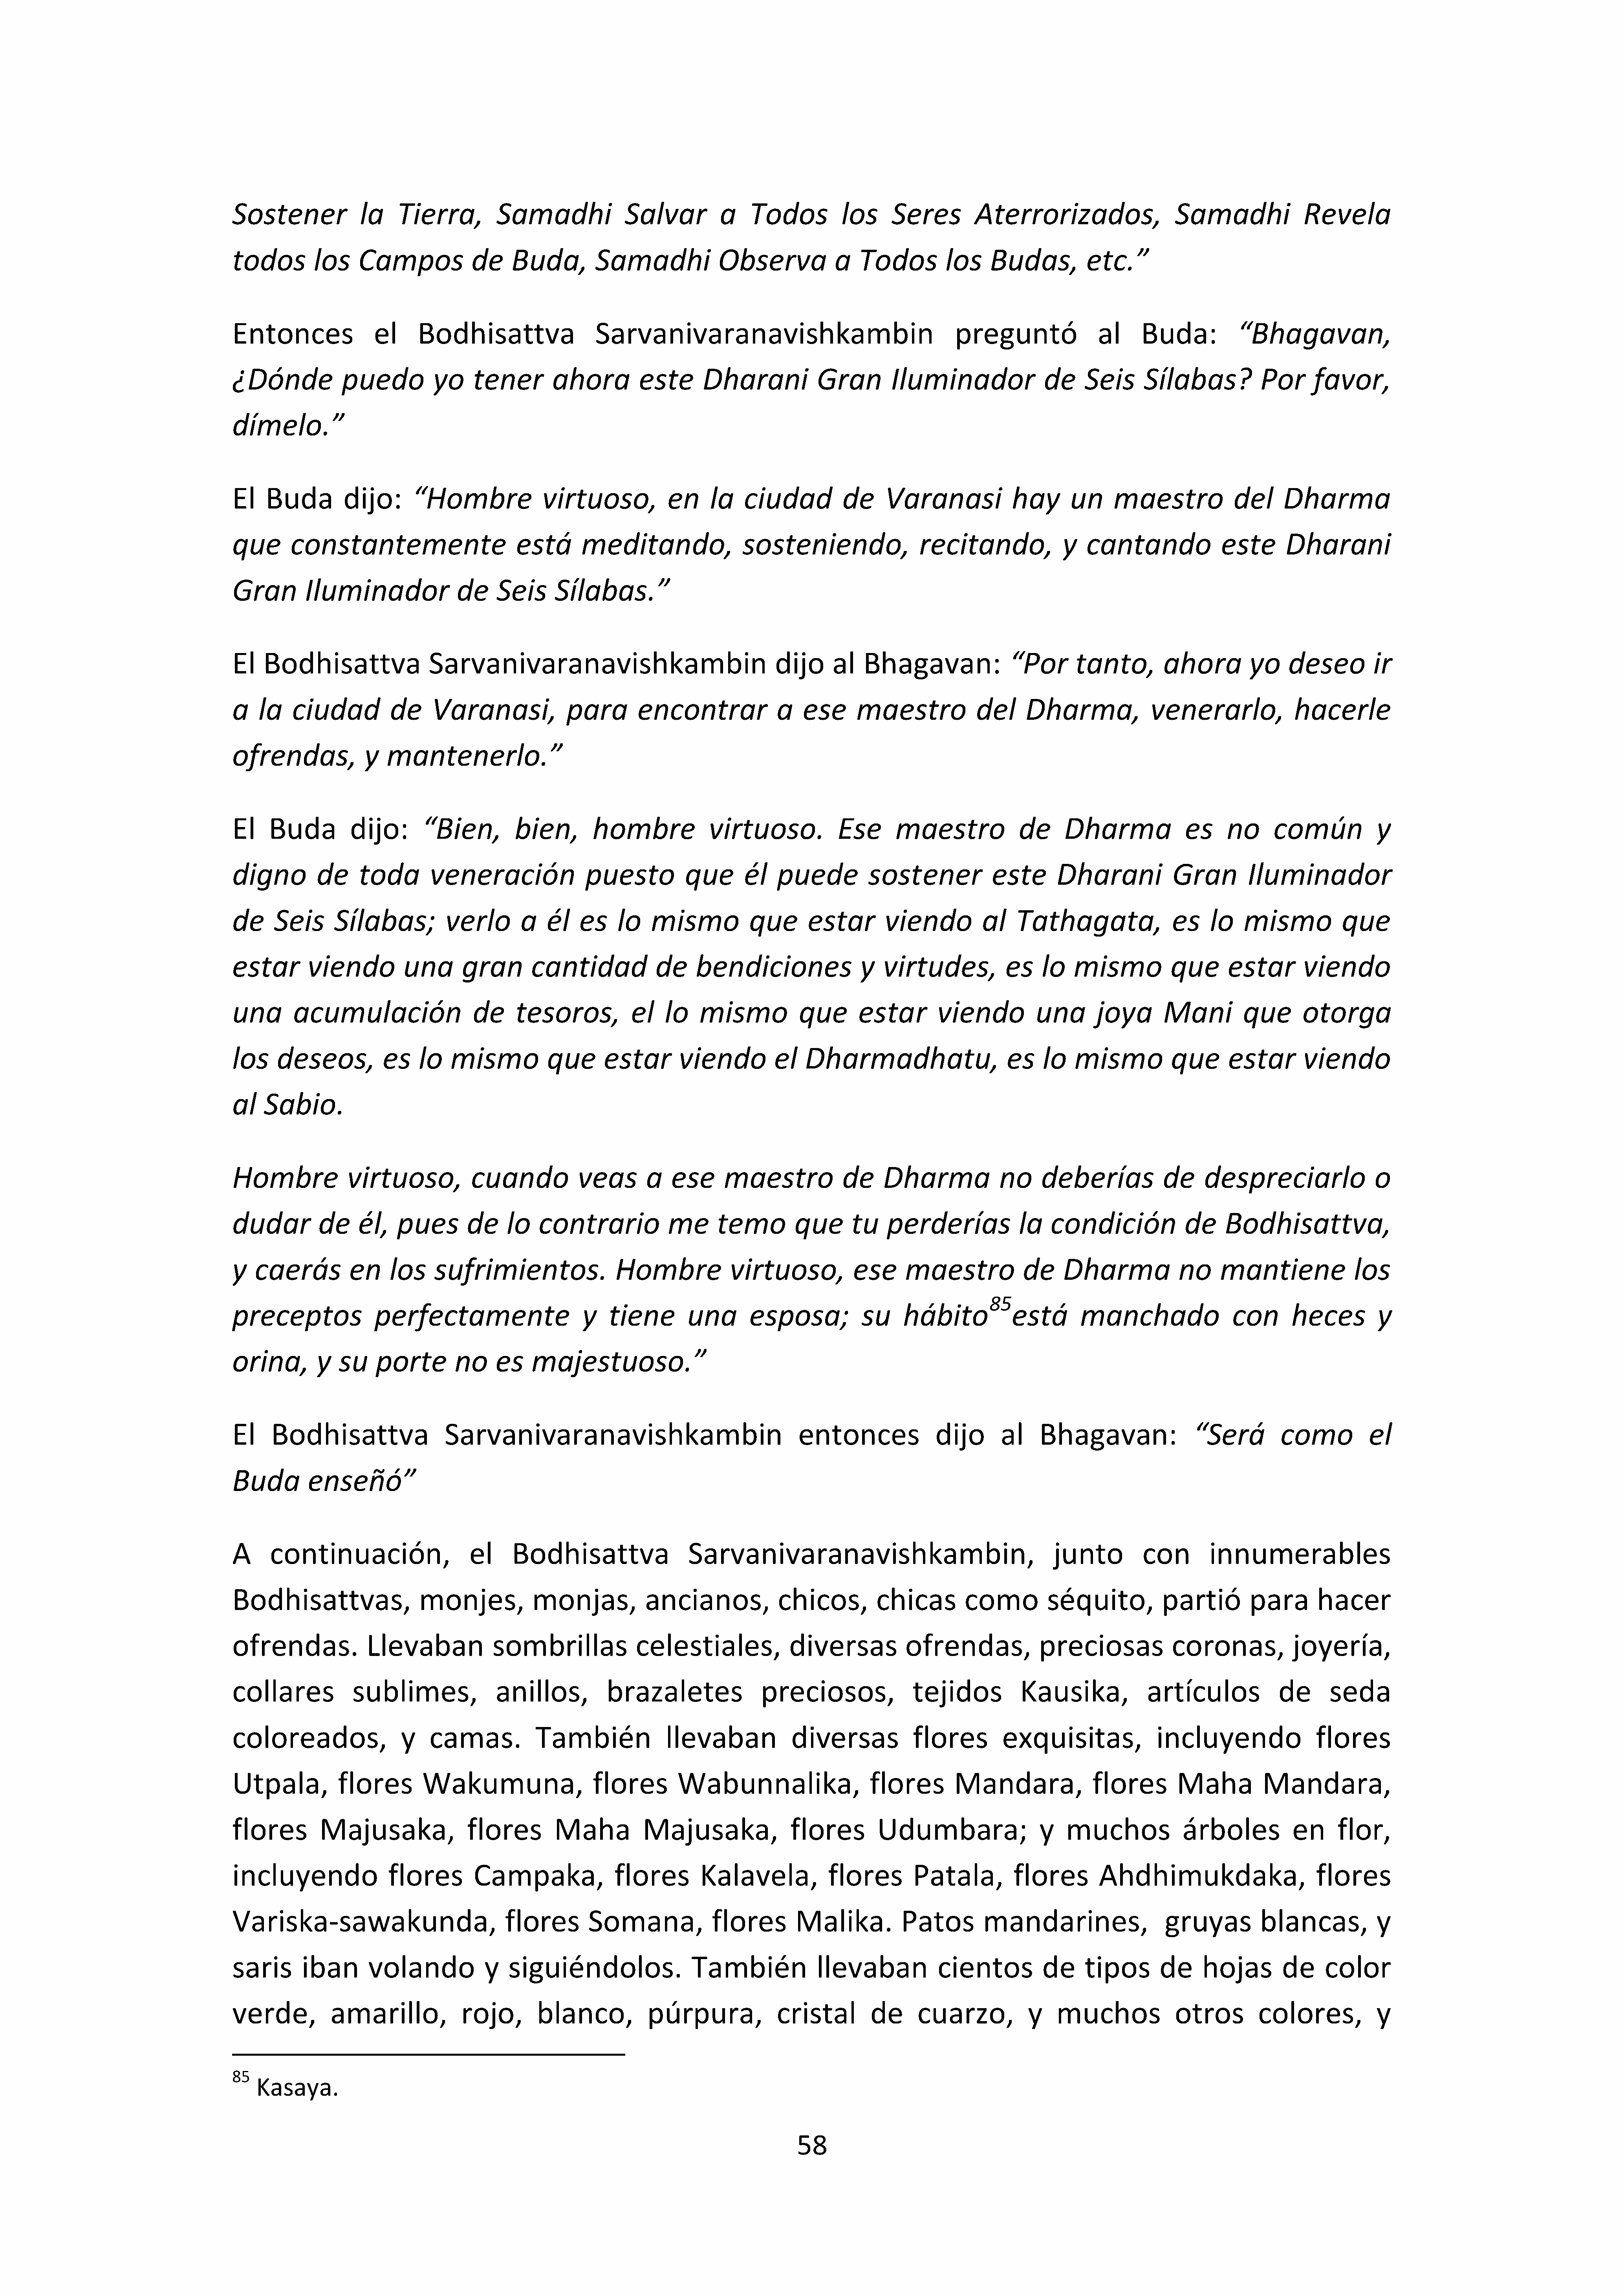 Sostener la Tierra, Samadhi Salvar a Todos los Seres Aterrorizados, Samadhi Revela
todos los Campos de Buda, Samadhi Observa a Todos los Budas, etc.”
Entonces el Bodhisattva Sarvanivaranavishkambin preguntó al Buda: “Bhagavan,
¿Dónde puedo yo tener ahora este Dharani Gran Iluminador de Seis Sílabas? Por favor,
dímelo.”
El Buda dijo: “Hombre virtuoso, en la ciudad de Varanasi hay un maestro del Dharma
que constantemente está meditando, sosteniendo, recitando, y cantando este Dharani
Gran Iluminador de Seis Sílabas.”
El Bodhisattva Sarvanivaranavishkambin dijo al Bhagavan: “Por tanto, ahora yo deseo ir
a la ciudad de Varanasi, para encontrar a ese maestro del Dharma, venerarlo, hacerle
ofrendas, y mantenerlo.”
El Buda dijo: “Bien, bien, hombre virtuoso. Ese maestro de Dharma es no común y
digno de toda veneración puesto que él puede sostener este Dharani Gran Iluminador
de Seis Sílabas; verlo a él es lo mismo que estar viendo al Tathagata, es lo mismo que
estar viendo una gran cantidad de bendiciones y virtudes, es lo mismo que estar viendo
una acumulación de tesoros, el lo mismo que estar viendo una joya Mani que otorga
los deseos, es lo mismo que estar viendo el Dharmadhatu, es lo mismo que estar viendo
al Sabio.
Hombre virtuoso, cuando veas a ese maestro de Dharma no deberías de despreciarlo o
dudar de él, pues de lo contrario me temo que tu perderías la condición de Bodhisattva,
y caerás en los sufrimientos. Hombre virtuoso, ese maestro de Dharma no mantiene los
preceptos perfectamente y tiene una esposa; su hábito85está manchado con heces y
orina, y su porte no es majestuoso.”
El Bodhisattva Sarvanivaranavishkambin entonces dijo al Bhagavan: “Será como el
Buda enseñó”
A continuación, el Bodhisattva Sarvanivaranavishkambin, junto con innumerables
Bodhisattvas, monjes, monjas, ancianos, chicos, chicas como séquito, partió para hacer
ofrendas. Llevaban sombrillas celestiales, diversas ofrendas, preciosas coronas, joyería,
collares sublimes, anillos, brazaletes preciosos, tejidos Kausika, artículos de seda
coloreados, y camas. También llevaban diversas flores exquisitas, incluyendo flores
Utpala, flores Wakumuna, flores Wabunnalika, flores Mandara, flores Maha Mandara,
flores Majusaka, flores Maha Majusaka, flores Udumbara; y muchos árboles en flor,
incluyendo flores Campaka, flores Kalavela, flores Patala, flores Ahdhimukdaka, flores
Variska-sawakunda, flores Somana, flores Malika. Patos mandarines, gruyas blancas, y
saris iban volando y siguiéndolos. También llevaban cientos de tipos de hojas de color
verde, amarillo, rojo, blanco, púrpura, cristal de cuarzo, y muchos otros colores, y
85 Kasaya.
58